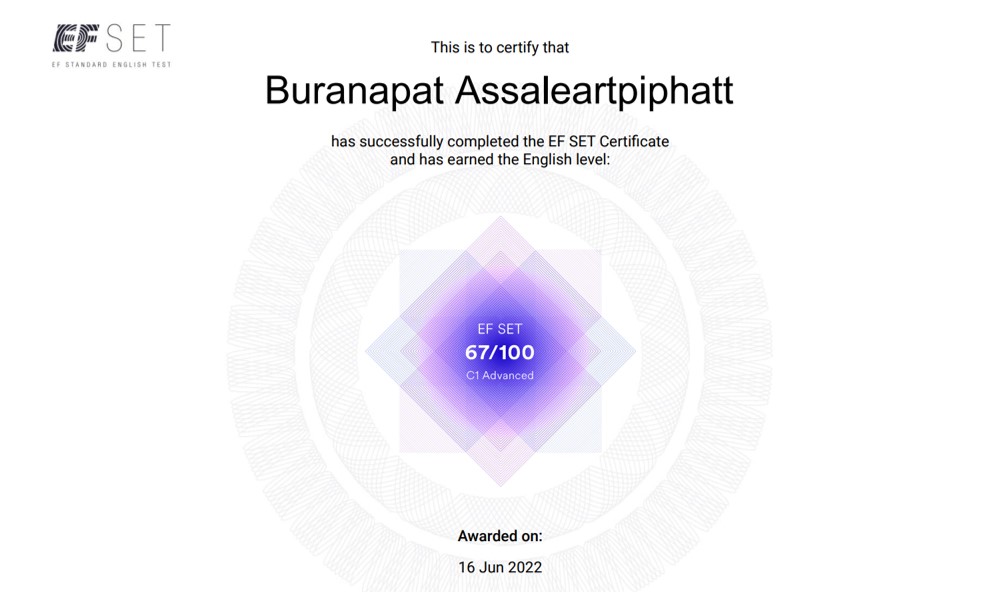 EF SET
EF STANDARD ENGLISH TEST
This is to certify that
Buranapat Assaleartpiphatt
has successfully completed the EF SET Certificate
and has earned the English level:
EF SET
67/100
C1 Advanced
Awarded on:
16 Jun 2022